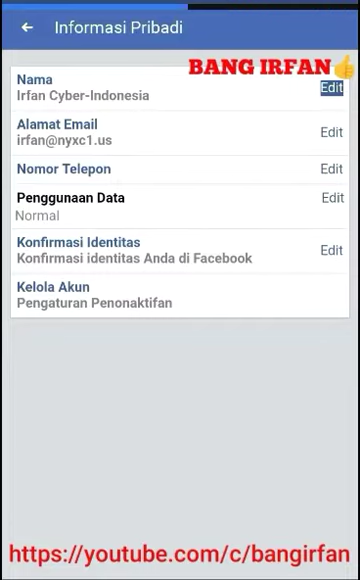 Informasi Pribadi
BANG IRFAN👍
Nama
Irfan Cyber-Indonesia
Edit
Alamat Email
irfan@nyxc1.us
Edit
Nomor Telepon
Edit
Penggunaan Data
Normal
Edit
Konfirmasi Identitas
Konfirmasi identitas Anda di Facebook
Edit
Kelola Akun
Pengaturan Penonaktifan
https://youtube.com/c/bangirfan